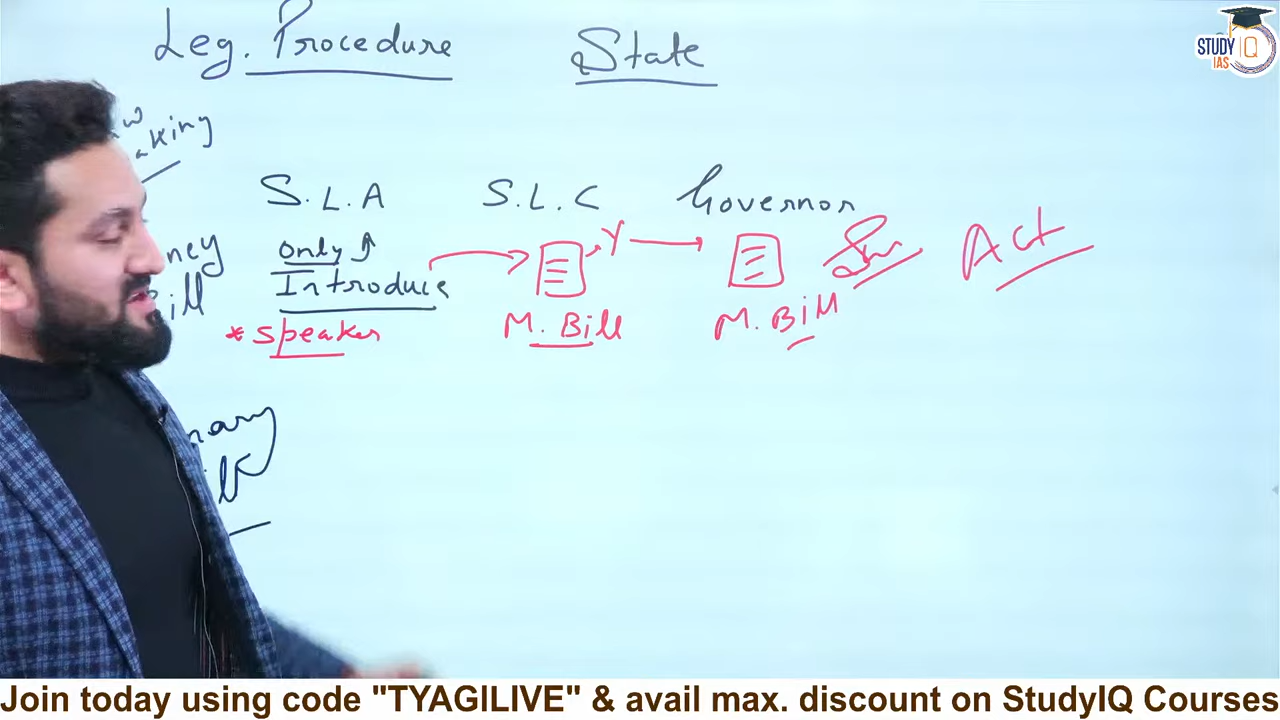 Leg. Procedure State
STUDY IQ
IAS
S.L.A S.L.C Governor
only Y Act
Introduce
* Speaker M. Bill M. Bill
Join today using code "TYAGILIVE" & avail max. discount on StudyIQ Courses